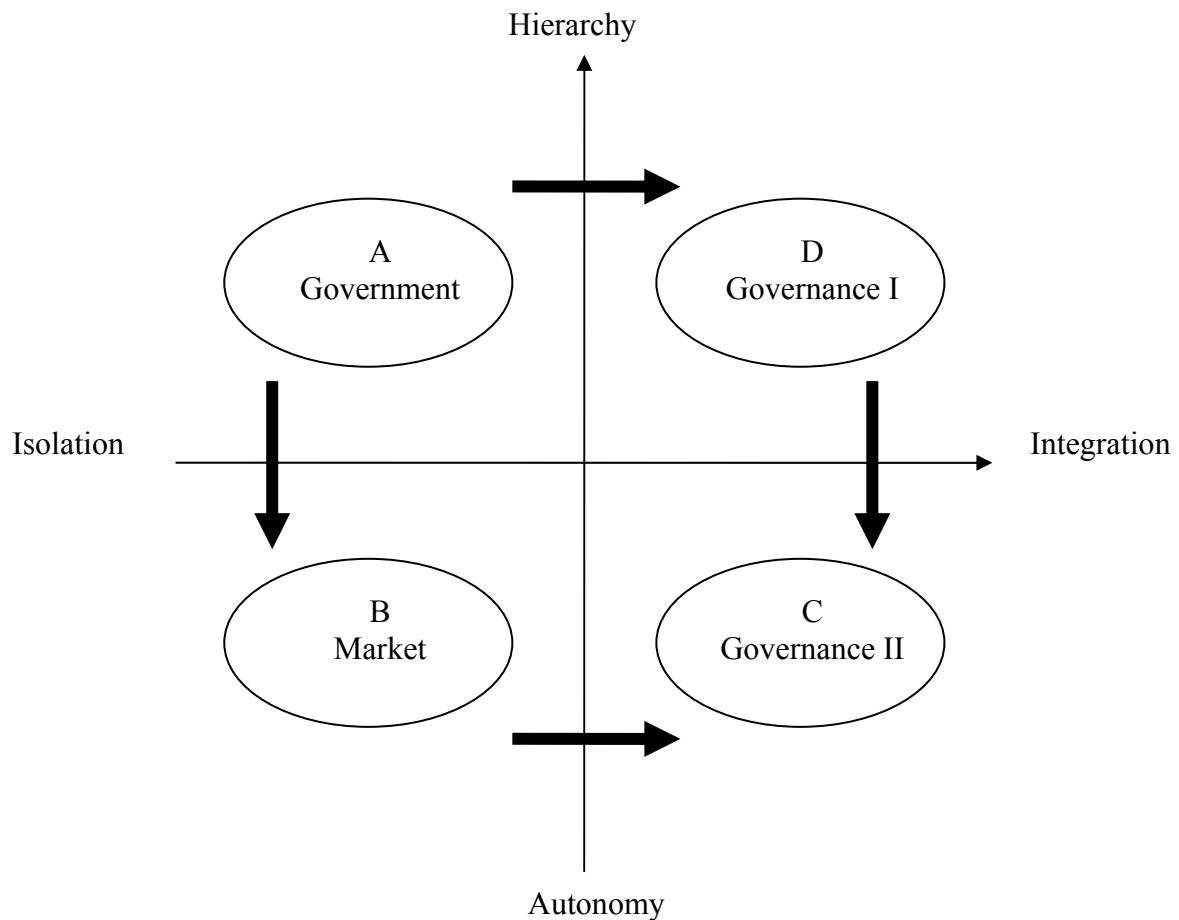 Hierarchy
A
Government
D
Governance I
Isolation
Integration
B
Market
C
Governance II
Autonomy